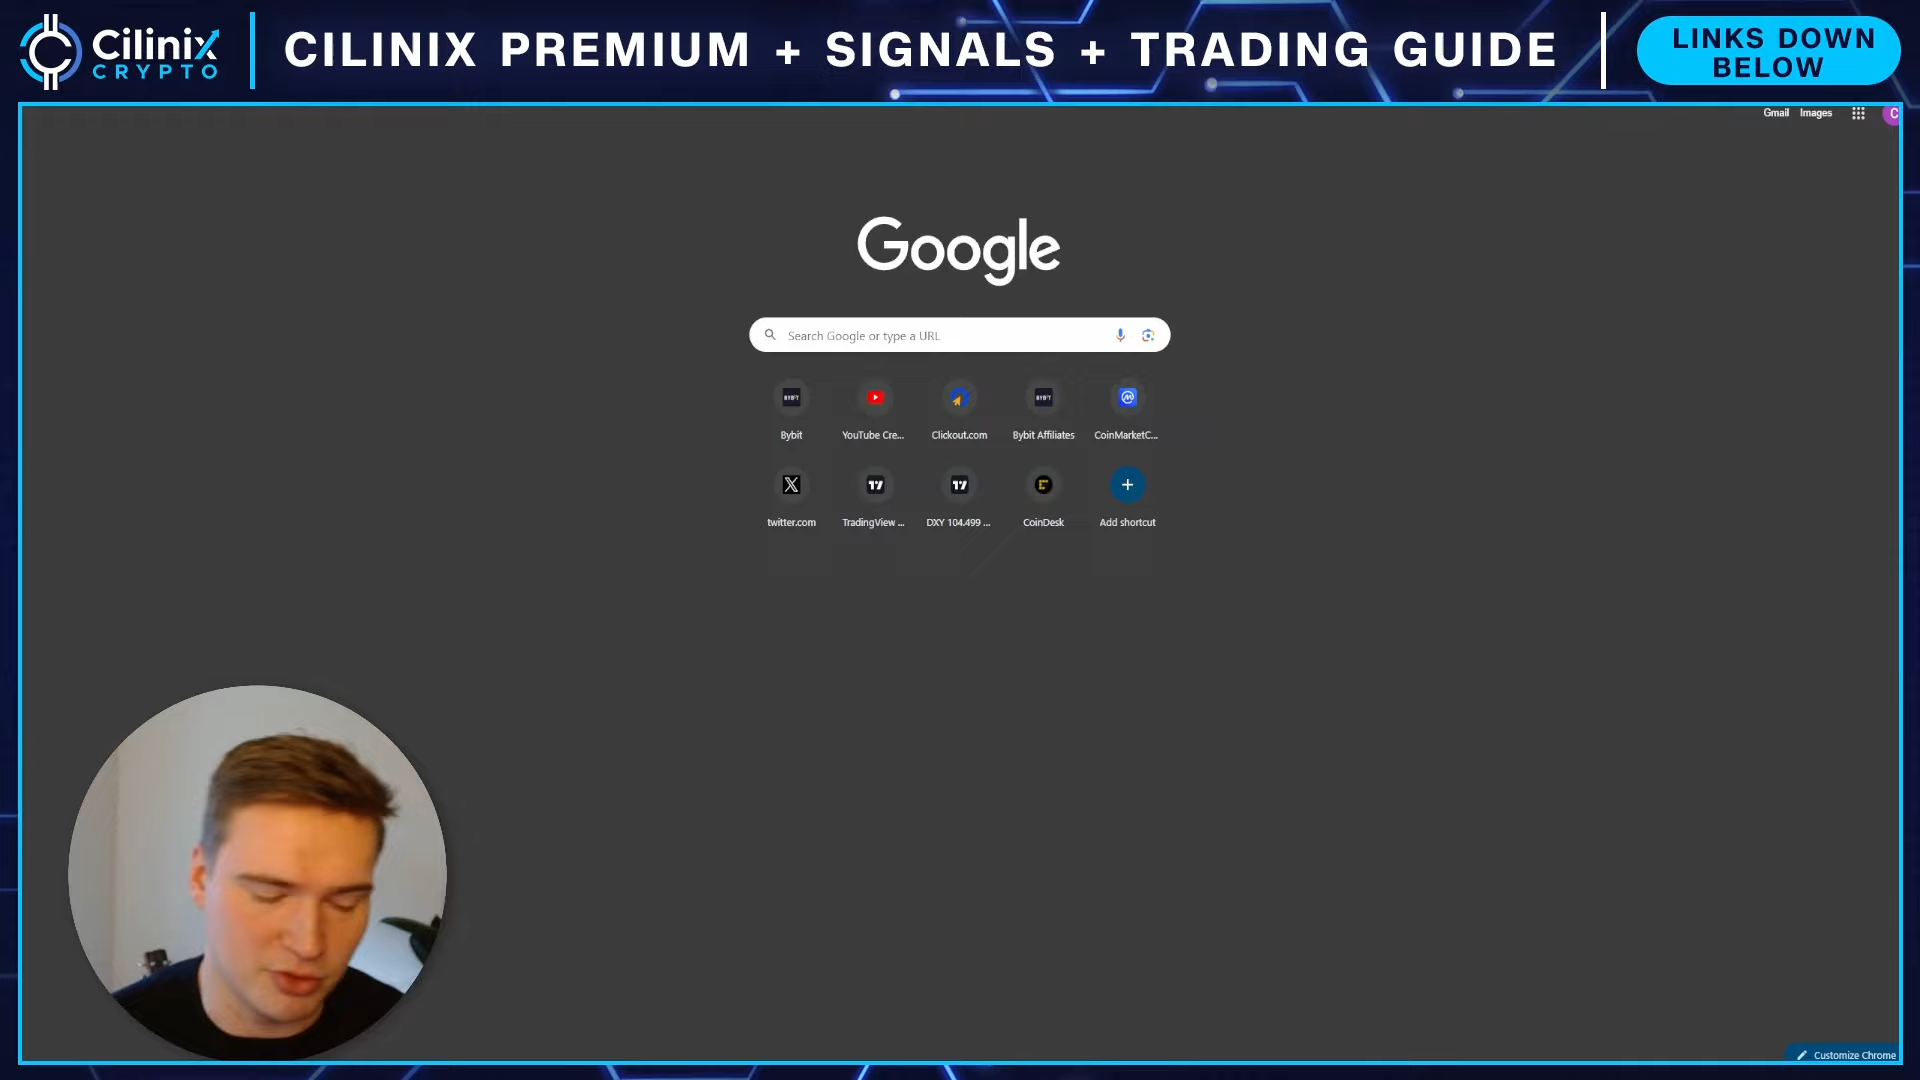 Cilinix
CRYPTO
CILINIX PREMIUM + SIGNALS + TRADING GUIDE
LINKS DOWN
BELOW
Gmail Images
C
Google
Search Google or type a URL
Bybit YouTube Cre... Clickout.com Bybit Affiliates CoinMarketC...
twitter.com TradingView ... DXY 104.499 ... CoinDesk Add shortcut
Customize Chrome